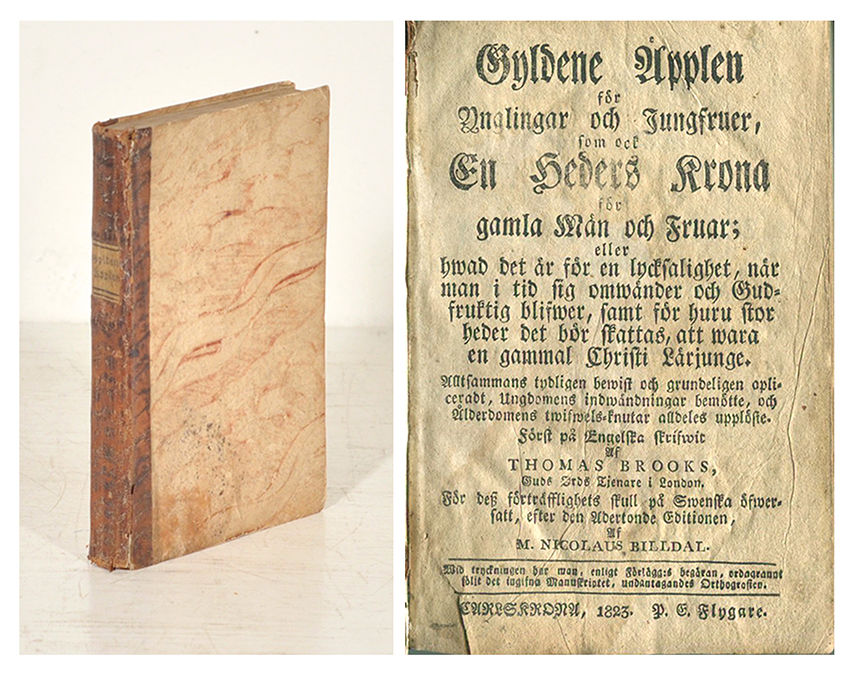 Gyldene Äpplen
för
Ynglingar och Jungfruer,
som ock
En Heders Krona
för
gamla Män och Fruar;
eller
hwad det är för en lycksalighet, när
man i tid sig omwänder och Gud=
fruktig blifwer, samt för huru stor
heder det bör skattas, att wara
en gammal Christi Lärjunge.
Alltsammans tydligen bewist och grundeligen apli=
ceradt, Ungdomens indwändningar bemötte, och
Ålderdomens twifwels=knutar alldeles upplöste.
Först på Engelska skrifwit
Af
THOMAS BROOKS,
Guds Ords Tjenare i London.
För deß förträfflighets skull på Swenska öfwer=
satt, efter den Adertonde Editionen,
Af
M. NICOLAUS BILLDAL.
Wid tryckningen har man, enligt Förlägg:s begäran, ordagrannt
följt det ingifna Manuskriptet, undantagandes Orthografien.
CARLSKRONA, 1823. P. E. Flygare.